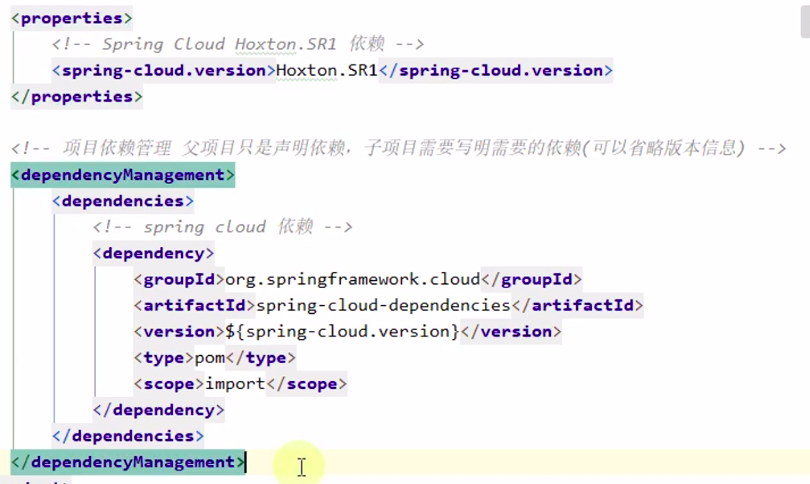 <properties>
<!-- Spring Cloud Hoxton.SR1 依赖 -->
<spring-cloud.version>Hoxton.SR1</spring-cloud.version>
</properties>
<!-- 项目依赖管理 父项目只是声明依赖，子项目需要写明需要的依赖(可以省略版本信息) -->
<dependencyManagement>
<dependencies>
<!-- spring cloud 依赖 -->
<dependency>
<groupId>org.springframework.cloud</groupId>
<artifactId>spring-cloud-dependencies</artifactId>
<version>${spring-cloud.version}</version>
<type>pom</type>
<scope>import</scope>
</dependency>
</dependencies>
</dependencyManagement>